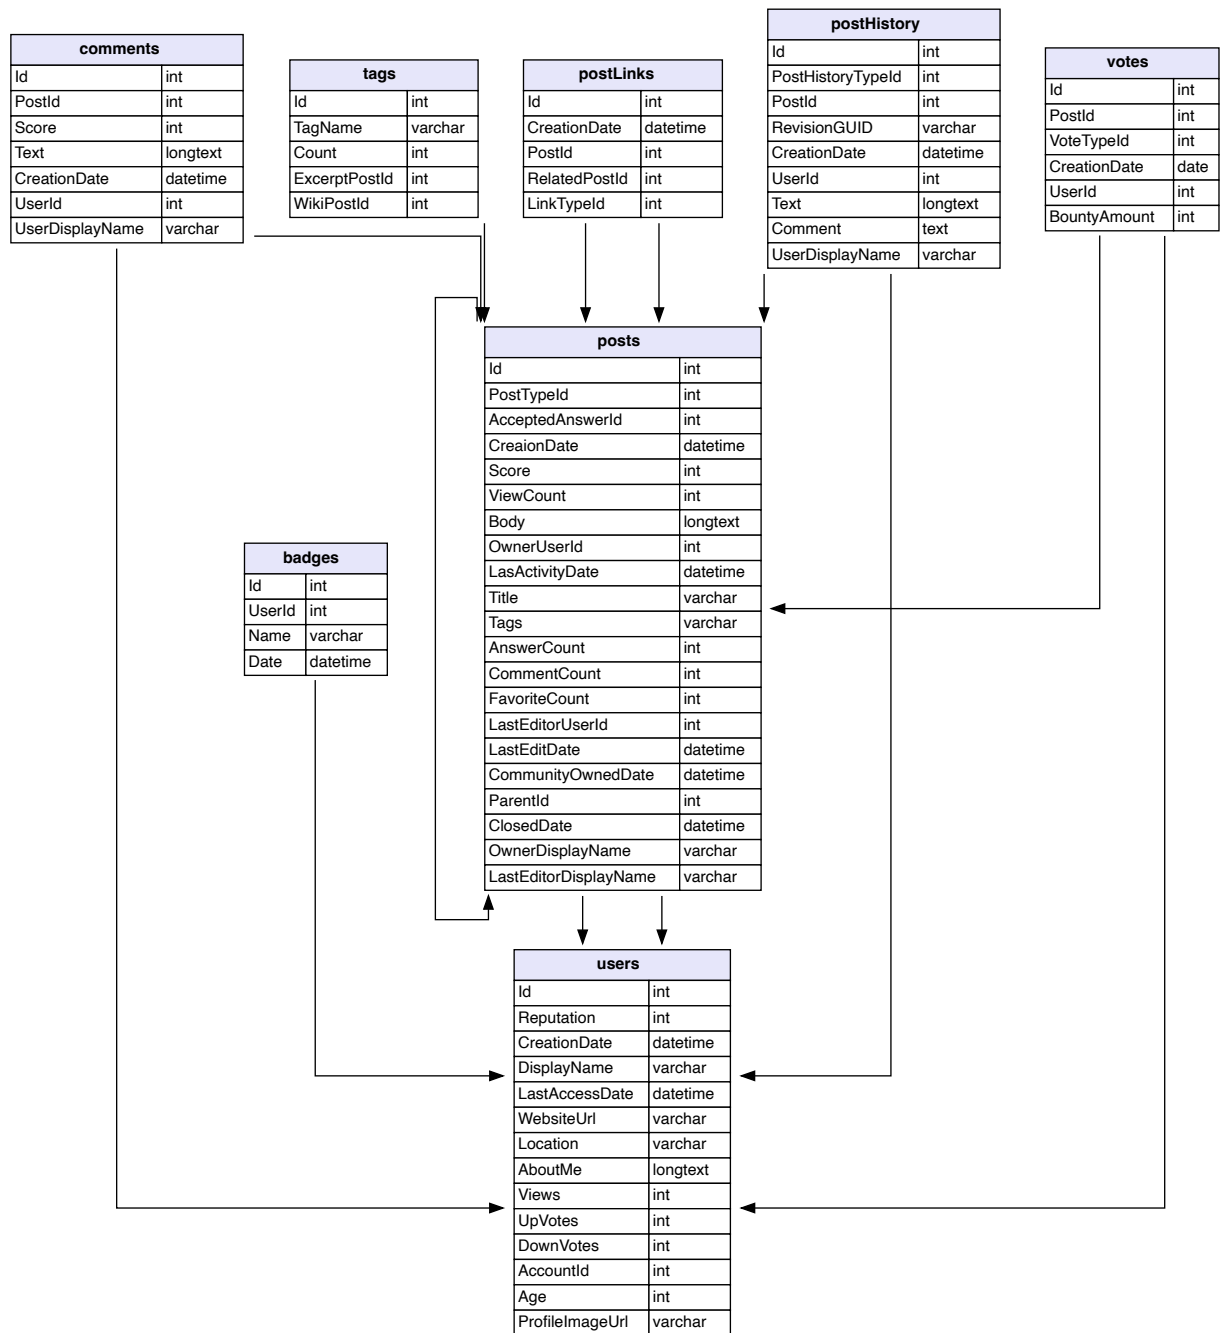 comments
Id int
PostId int
Score int
Text longtext
CreationDate datetime
UserId int
UserDisplayName varchar
tags
Id int
TagName varchar
Count int
ExcerptPostId int
WikiPostId int
postLinks
Id int
CreationDate datetime
PostId int
RelatedPostId int
LinkTypeId int
postHistory
Id int
PostHistoryTypeId int
PostId int
RevisionGUID varchar
CreationDate datetime
UserId int
Text longtext
Comment text
UserDisplayName varchar
votes
Id int
PostId int
VoteTypeId int
CreationDate date
UserId int
BountyAmount int
posts
Id int
PostTypeId int
AcceptedAnswerId int
CreaionDate datetime
Score int
ViewCount int
Body longtext
OwnerUserId int
LasActivityDate datetime
Title varchar
Tags varchar
AnswerCount int
CommentCount int
FavoriteCount int
LastEditorUserId int
LastEditDate datetime
CommunityOwnedDate datetime
ParentId int
ClosedDate datetime
OwnerDisplayName varchar
LastEditorDisplayName varchar
badges
Id int
UserId int
Name varchar
Date datetime
users
Id int
Reputation int
CreationDate datetime
DisplayName varchar
LastAccessDate datetime
WebsiteUrl varchar
Location varchar
AboutMe longtext
Views int
UpVotes int
DownVotes int
AccountId int
Age int
ProfileImageUrl varchar